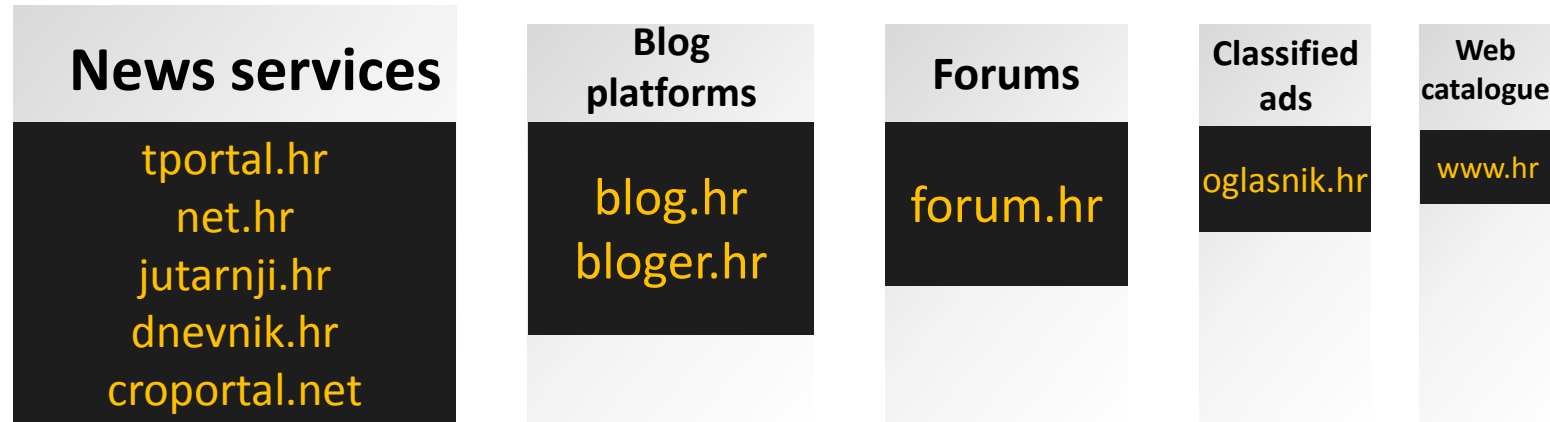 News services
tportal.hr
net.hr
jutarnji.hr
dnevnik.hr
croportal.net
Blog
platforms
blog.hr
bloger.hr
Forums
forum.hr
Classified
ads
oglasnik.hr
Web
catalogue
www.hr